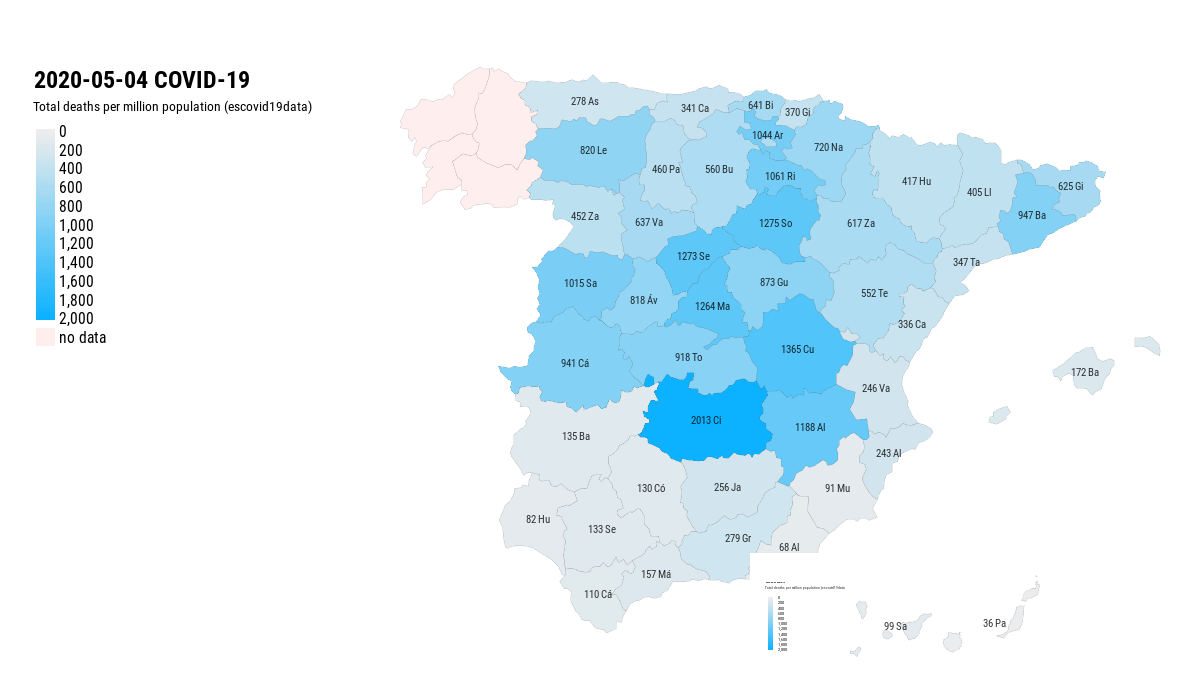 2020-05-04 COVID-19
Total deaths per million population (escovid19data)
0
200
400
600
800
1,000
1,200
1,400
1,600
1,800
2,000
no data
278 As
341 Ca
641 Bi
370 Gi
1044 Ar
720 Na
820 Le
460 Pa
560 Bu
1061 Ri
417 Hu
405 Ll
625 Gi
947 Ba
452 Za
637 Va
1275 So
617 Za
1273 Se
347 Ta
1015 Sa
818 Áv
873 Gu
552 Te
1264 Ma
336 Ca
1365 Cu
918 To
941 Cá
172 Ba
246 Va
2013 Ci
1188 Al
135 Ba
243 Al
130 Có
256 Ja
91 Mu
82 Hu
133 Se
279 Gr
68 Al
157 Má
110 Cá
Total deaths per million population (escovid19data
0
200
400
600
800
1,000
1,200
1,400
1,600
1,800
2,000
99 Sa
36 Pa